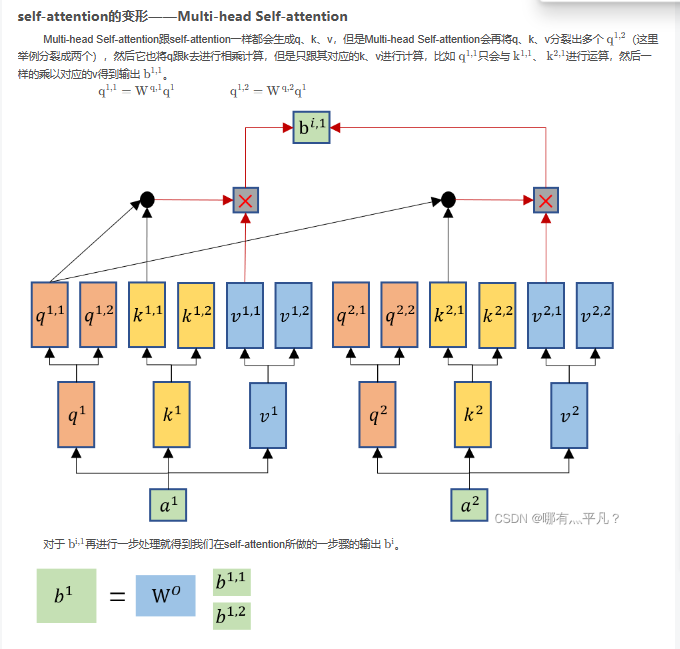 self-attention的变形——Multi-head Self-attention
Multi-head Self-attention跟self-attention一样都会生成q、k、v，但是Multi-head Self-attention会再将q、k、v分裂出多个 q^{1,2}（这里
举例分裂成两个），然后它也将q跟k去进行相乘计算，但是只跟其对应的k、v进行计算，比如 q^{1,1}只会与 k^{1,1}、 k^{2,1}进行运算，然后一
样的乘以对应的v得到输出 b^{1,1}。
q^{1,1} = W^{q,1}q^1 q^{1,2} = W^{q,2}q^1
b^{i,1}
q^{1,1} q^{1,2} k^{1,1} k^{1,2} v^{1,1} v^{1,2} q^{2,1} q^{2,2} k^{2,1} k^{2,2} v^{2,1} v^{2,2}
q^1 k^1 v^1 q^2 k^2 v^2
a^1 a^2
CSDN @哪有灬平凡？
对于 b^{i,1}再进行一步处理就得到我们在self-attention所做的一步骤的输出 b^i。
b^1 = W^O b^{1,1}
b^{1,2}